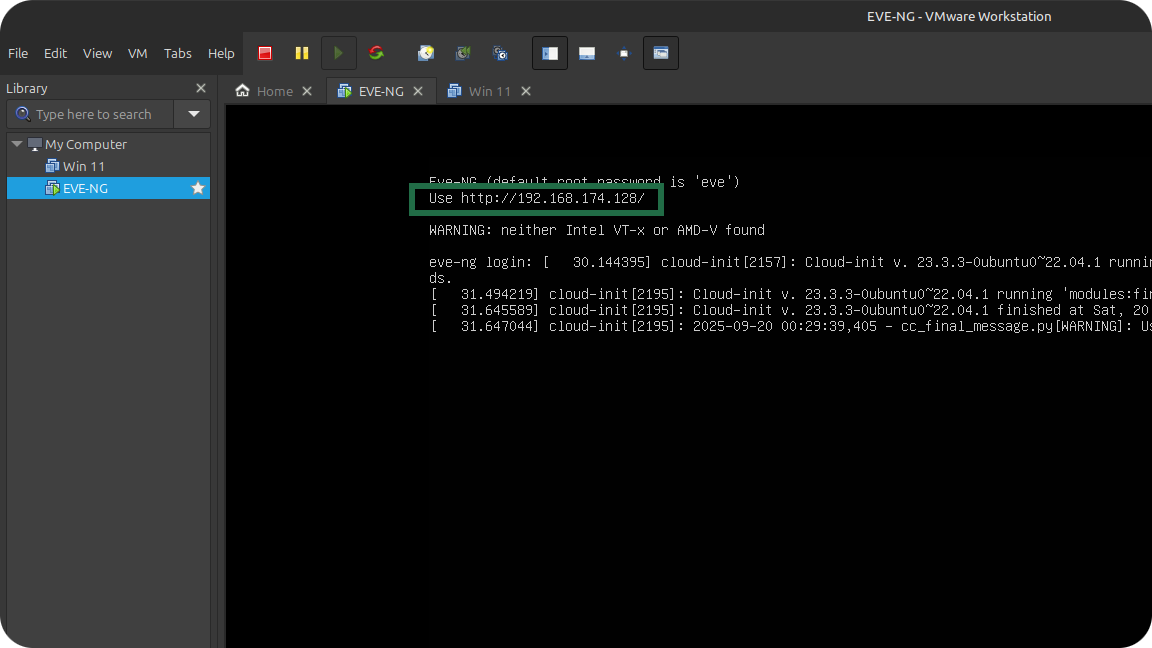 EVE-NG - VMware Workstation
File Edit View VM Tabs Help
Library
Home EVE-NG Win 11
Type here to search
My Computer
Win 11
EVE-NG
Eve-NG (default root password is 'eve')
Use http://192.168.174.128/
WARNING: neither Intel VT-x or AMD-V found
eve-ng login: [   30.144395] cloud-init[2157]: Cloud-init v. 23.3.3-0ubuntu0~22.04.1 runnin
ds.
[   31.494219] cloud-init[2195]: Cloud-init v. 23.3.3-0ubuntu0~22.04.1 running 'modules:fin
[   31.645589] cloud-init[2195]: Cloud-init v. 23.3.3-0ubuntu0~22.04.1 finished at Sat, 20
[   31.647044] cloud-init[2195]: 2025-09-20 00:29:39,405 - cc_final_message.py[WARNING]: Us